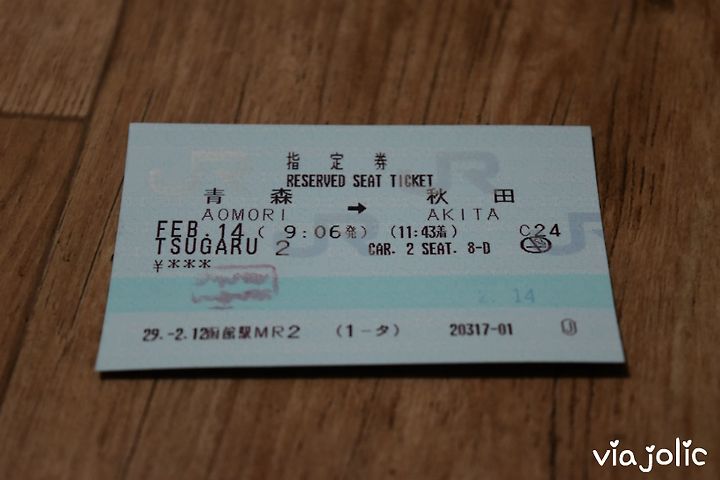 指定券
RESERVED SEAT TICKET
青森 → 秋田
AOMORI AKITA
FEB.14 ( 9:06発) (11:43着) C24
TSUGARU 2 CAR. 2 SEAT. 8-D
¥***
2. 14
29.-2.12函館駅MR2 (1-タ) 20317-01
via jolic